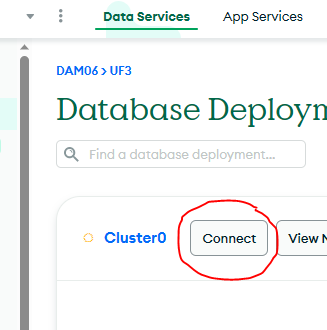 Data Services App Services
DAM06 > UF3
Database Deploym
Find a database deployment...
Cluster0 Connect View